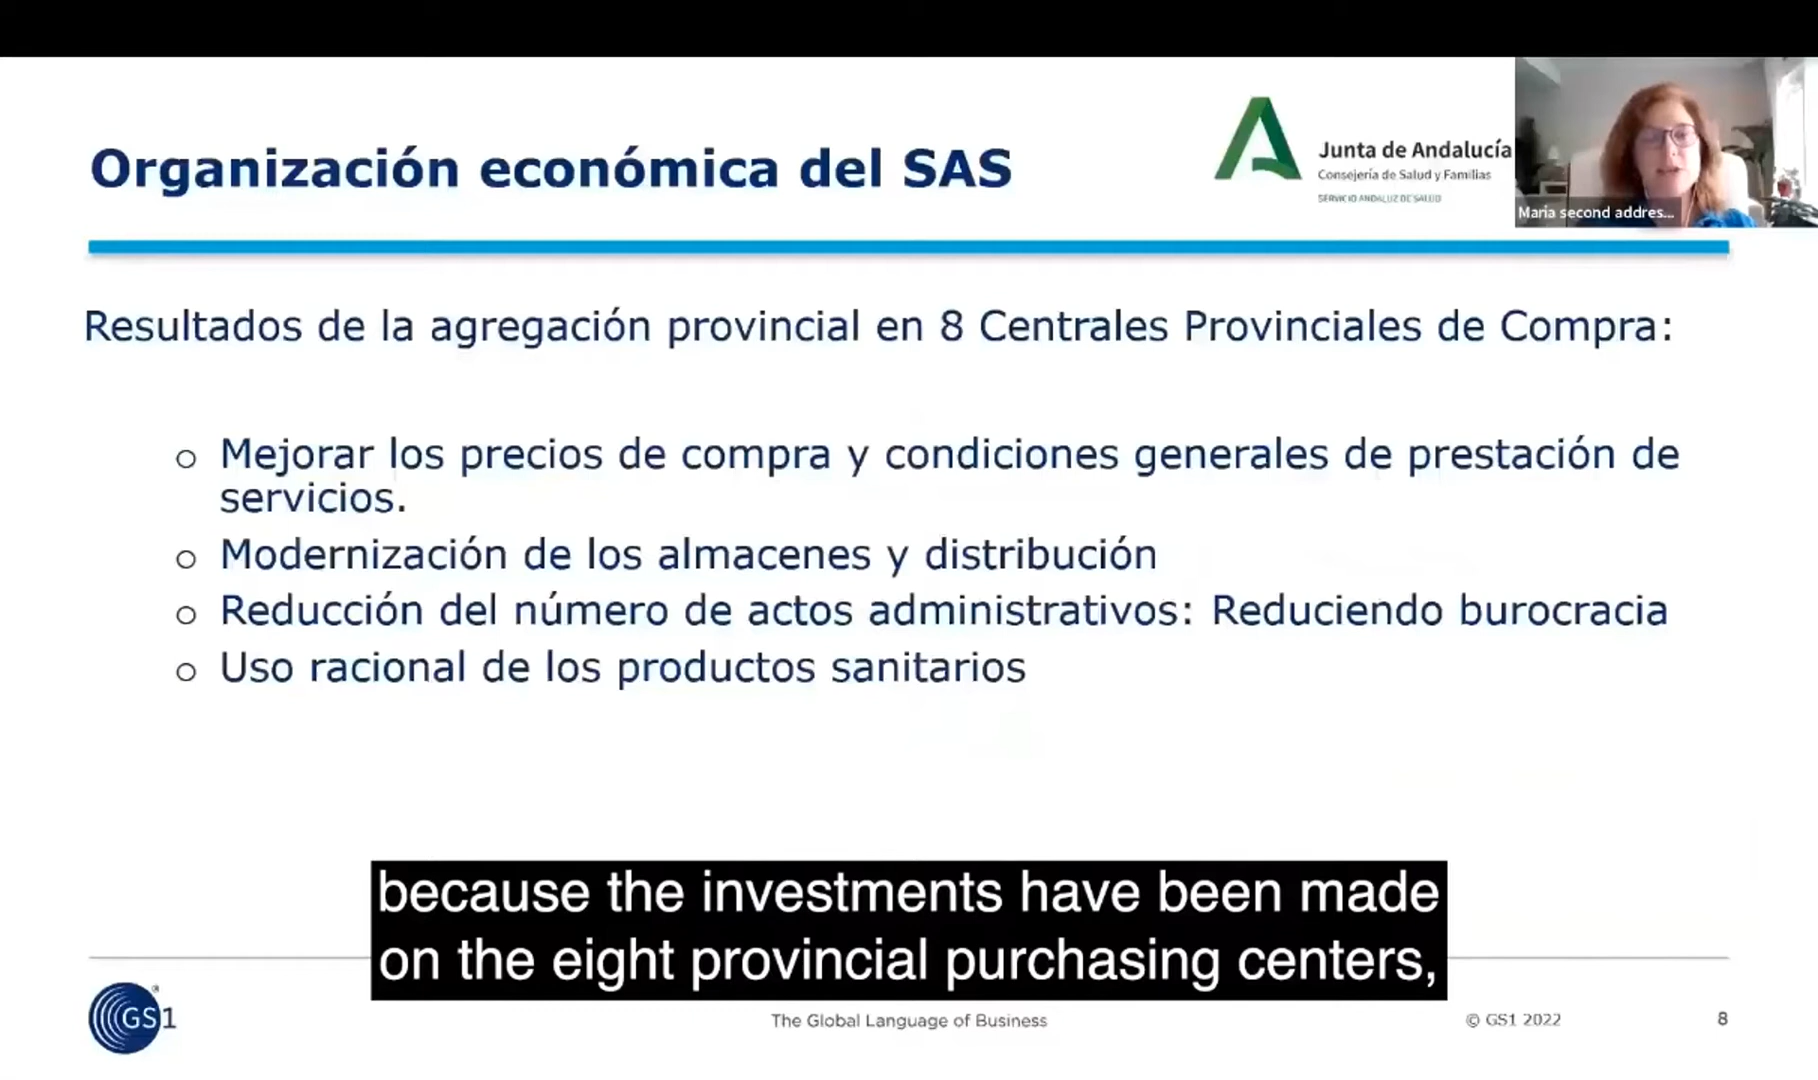 Organización económica del SAS
Junta de Andalucía
Consejería de Salud y Familias
SERVICIO ANDALUZ DE SALUD
Maria second addres...
Resultados de la agregación provincial en 8 Centrales Provinciales de Compra:
o Mejorar los precios de compra y condiciones generales de prestación de
servicios.
o Modernización de los almacenes y distribución
o Reducción del número de actos administrativos: Reduciendo burocracia
o Uso racional de los productos sanitarios
because the investments have been made
on the eight provincial purchasing centers,
GS1 ®
The Global Language of Business
© GS1 2022
8